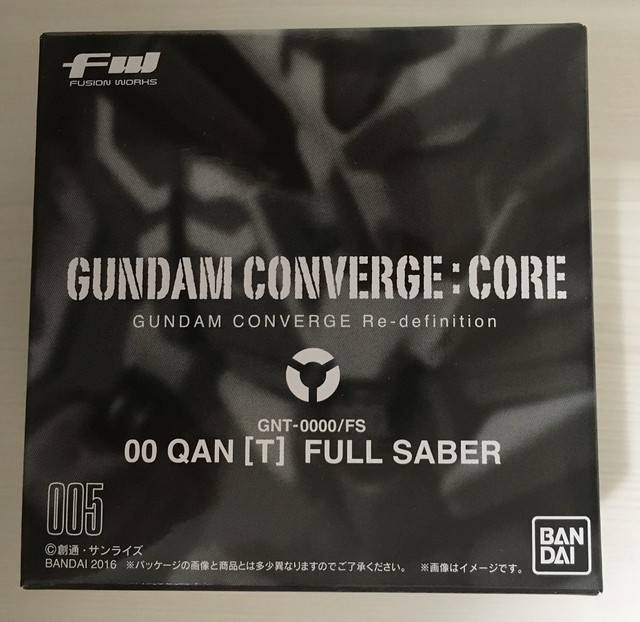 FW
FUSION WORKS
GUNDAM CONVERGE:CORE
GUNDAM CONVERGE Re-definition
GNT-0000/FS
00 QAN [T] FULL SABER
005
©創通・サンライズ
BANDAI 2016 ※パッケージの画像と商品とは多少異なりますのでご了承ください。 ※画像はイメージです。
BAN
DAI